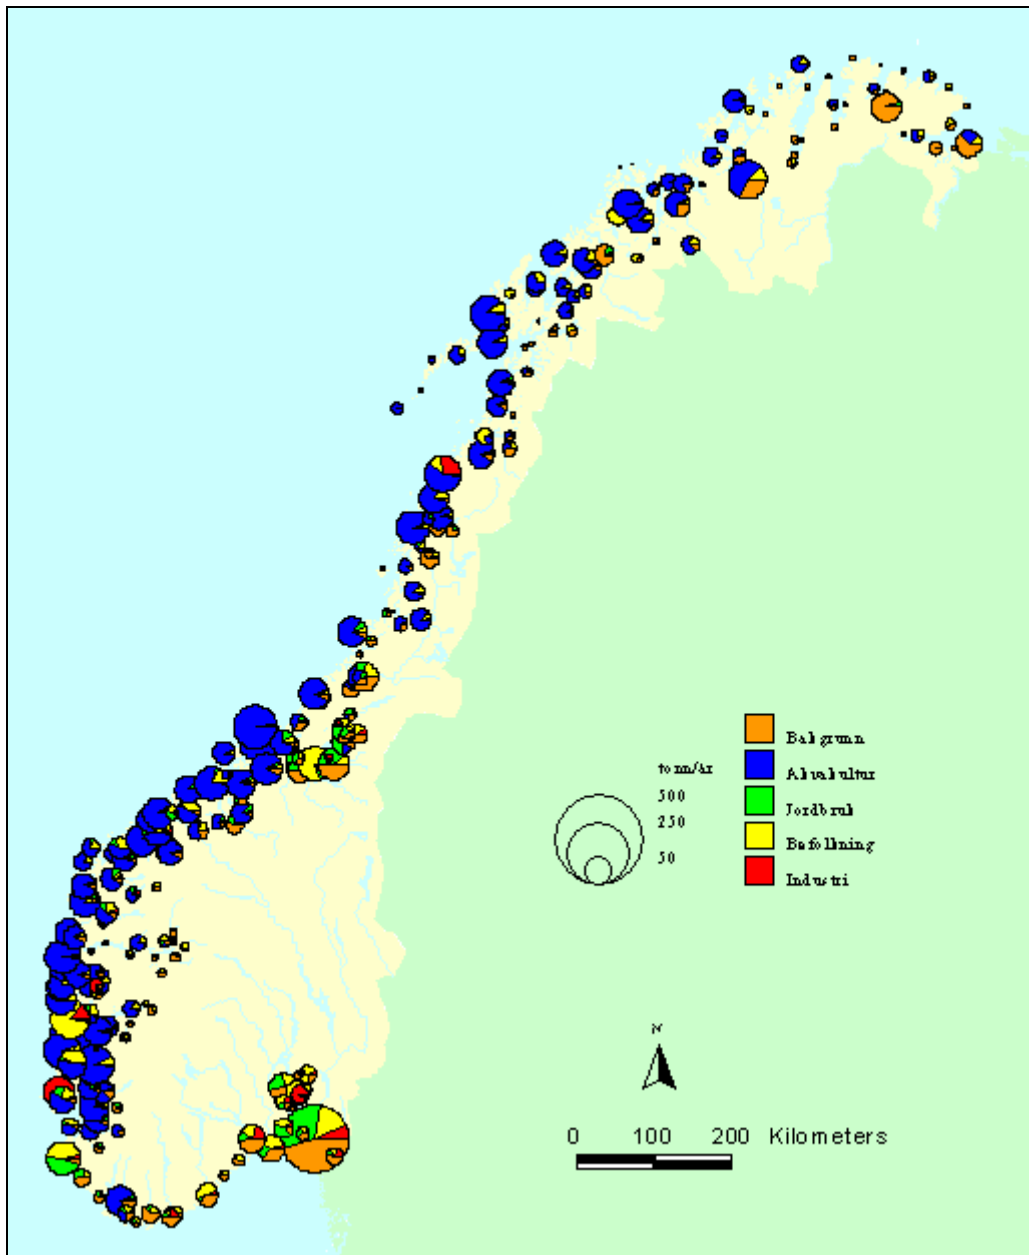 Bakgrunn
tonn/år
Akvakultur
500
Jordbruk
250
Befolkning
50
Industri
N
0 100 200 Kilometers